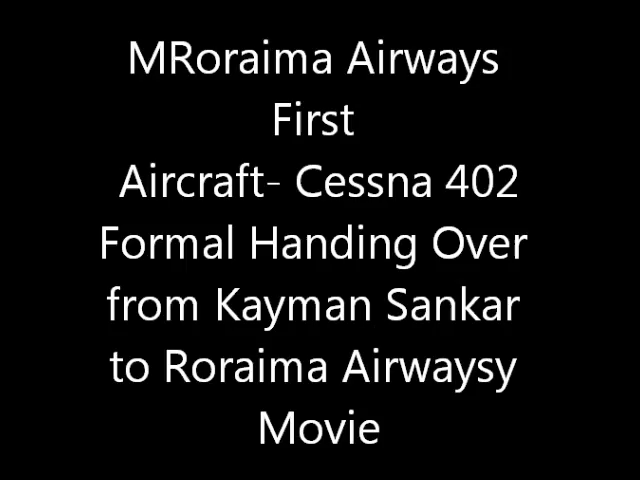 MRoraima Airways
First
Aircraft- Cessna 402
Formal Handing Over
from Kayman Sankar
to Roraima Airwaysy
Movie